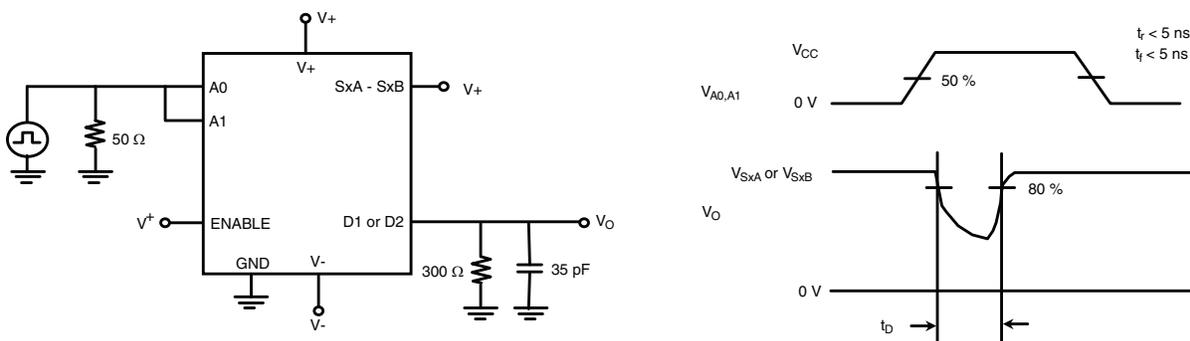 V+
V+
A0
SxA - SxB
V+
A1
50 Ω
V+
ENABLE
D1 or D2
VO
GND
V-
300 Ω
35 pF
V-
tr < 5 ns
tf < 5 ns
VCC
50 %
VA0,A1
0 V
VSxA or VSxB
80 %
VO
0 V
tD